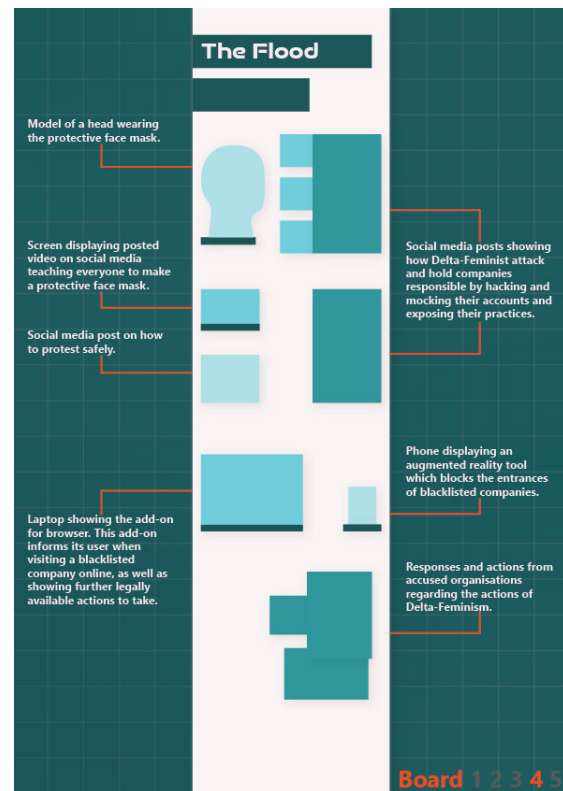 The Flood
Model of a head wearing
the protective face mask.
Screen displaying posted
video on social media
teaching everyone to make
a protective face mask.
Social media post on how
to protest safely.
Laptop showing the add-on
for browser. This add-on
informs its user when
visiting a blacklisted
company online, as well as
showing further legally
available actions to take.
Social media posts showing
how Delta-Feminist attack
and hold companies
responsible by hacking and
mocking their accounts and
exposing their practices.
Phone displaying an
augmented reality tool
which blocks the entrances
of blacklisted companies.
Responses and actions from
accused organisations
regarding the actions of
Delta-Feminism.
Board 1 2 3 4 5